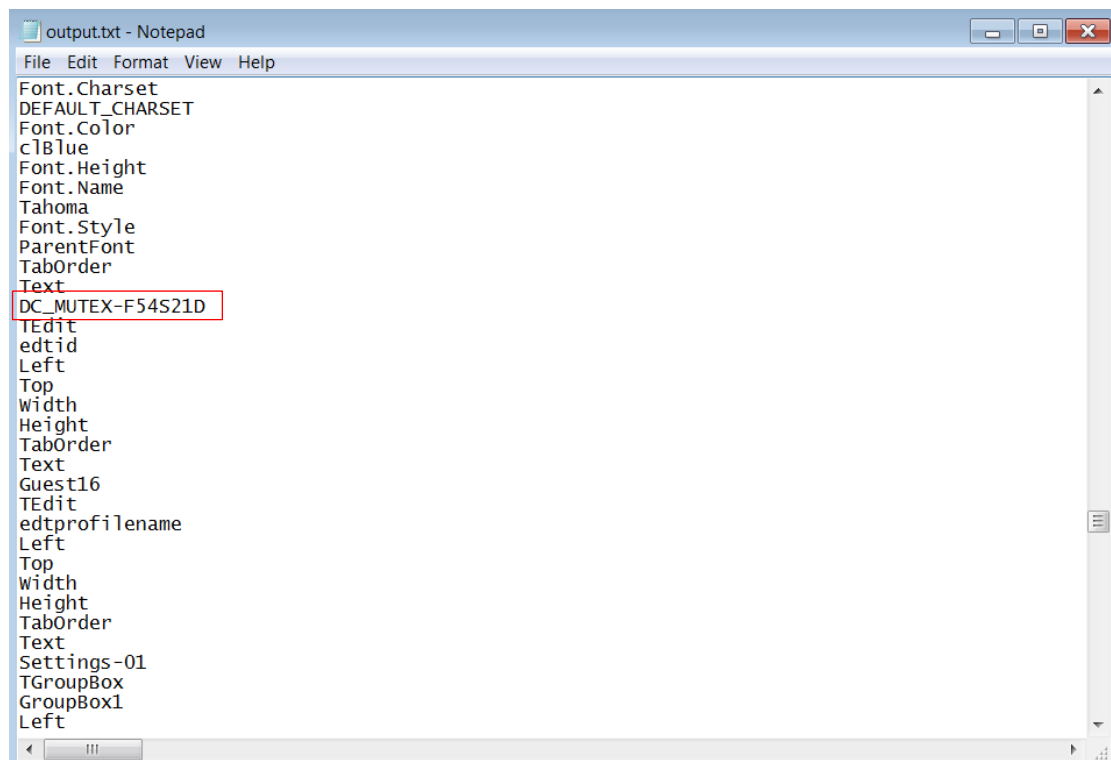 output.txt - Notepad
File Edit Format View Help
Font.Charset
DEFAULT_CHARSET
Font.Color
clBlue
Font.Height
Font.Name
Tahoma
Font.Style
ParentFont
TabOrder
Text
DC_MUTEX-F54S21D
TEdit
edtid
Left
Top
Width
Height
TabOrder
Text
Guest16
TEdit
edtprofilename
Left
Top
Width
Height
TabOrder
Text
Settings-01
TGroupBox
GroupBox1
Left